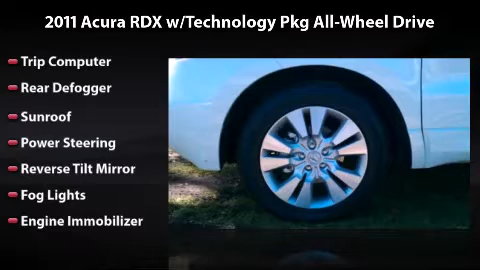 2011 Acura RDX w/Technology Pkg All-Wheel Drive
Trip Computer
Rear Defogger
Sunroof
Power Steering
Reverse Tilt Mirror
Fog Lights
Engine Immobilizer